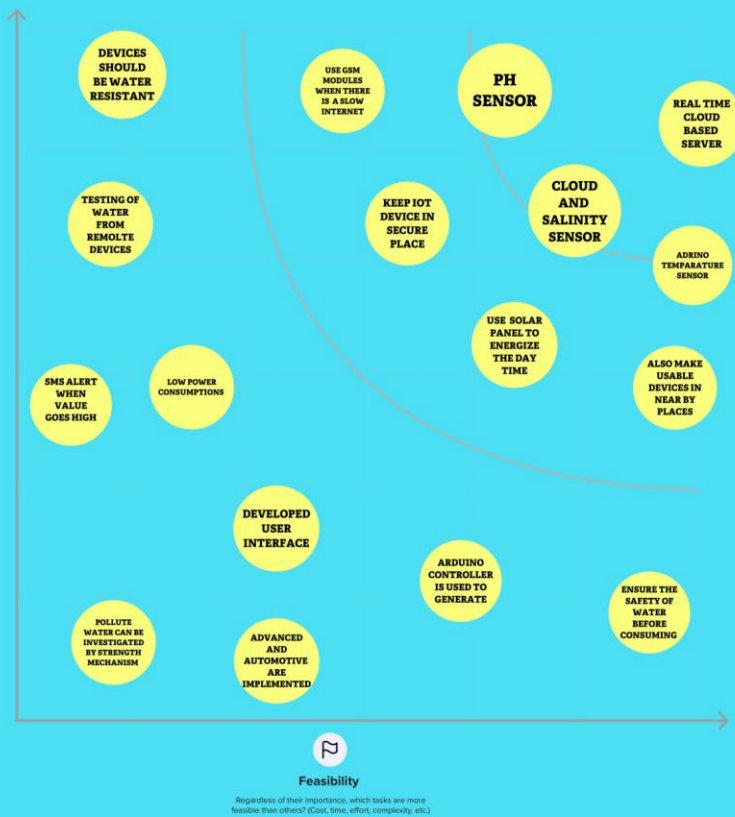 DEVICES
SHOULD
BE WATER
RESISTANT
USE GSM
MODULES
WHEN THERE
IS A SLOW
INTERNET
PH
SENSOR
REAL TIME
CLOUD
BASED
SERVER
TESTING OF
WATER
FROM
REMOLTE
DEVICES
KEEP IOT
DEVICE IN
SECURE
PLACE
CLOUD
AND
SALINITY
SENSOR
ADRINO
TEMPARATURE
SENSOR
USE SOLAR
PANEL TO
ENERGIZE
THE DAY
TIME
SMS ALERT
WHEN
VALUE
GOES HIGH
LOW POWER
CONSUMPTIONS
ALSO MAKE
USABLE
DEVICES IN
NEAR BY
PLACES
DEVELOPED
USER
INTERFACE
ARDUINO
CONTROLLER
IS USED TO
GENERATE
ENSURE THE
SAFETY OF
WATER
BEFORE
CONSUMING
POLLUTE
WATER CAN BE
INVESTIGATED
BY STRENGTH
MECHANISM
ADVANCED
AND
AUTOMOTIVE
ARE
IMPLEMENTED
Feasibility
Regardless of their importance, which tasks are more
feasible than others? (Cost, time, effort, complexity, etc.)